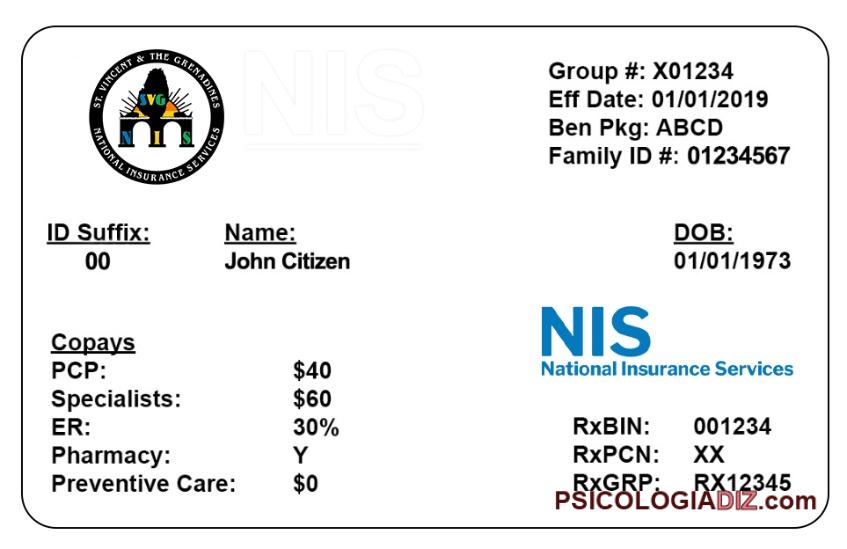 ST. VINCENT & THE GRENADINES
SVG
N I S
NATIONAL INSURANCE SERVICES
NIS
Group #: X01234
Eff Date: 01/01/2019
Ben Pkg: ABCD
Family ID #: 01234567
ID Suffix: Name: DOB:
00 John Citizen 01/01/1973
Copays
PCP: $40
Specialists: $60
ER: 30%
Pharmacy: Y
Preventive Care: $0
NIS
National Insurance Services
RxBIN: 001234
RxPCN: XX
RxGRP: RX12345
PSICOLOGIADIZ.com